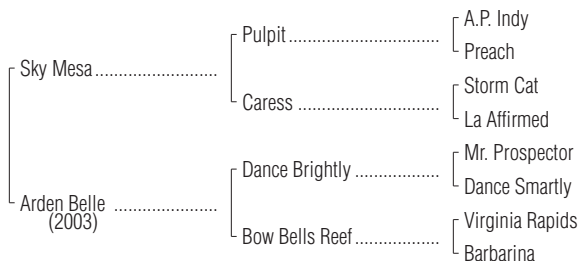 A.P. Indy
Pulpit
Preach
Sky Mesa
Storm Cat
Caress
La Affirmed
Mr. Prospector
Dance Brightly
Dance Smartly
Arden Belle
(2003)
Virginia Rapids
Bow Bells Reef
Barbarina